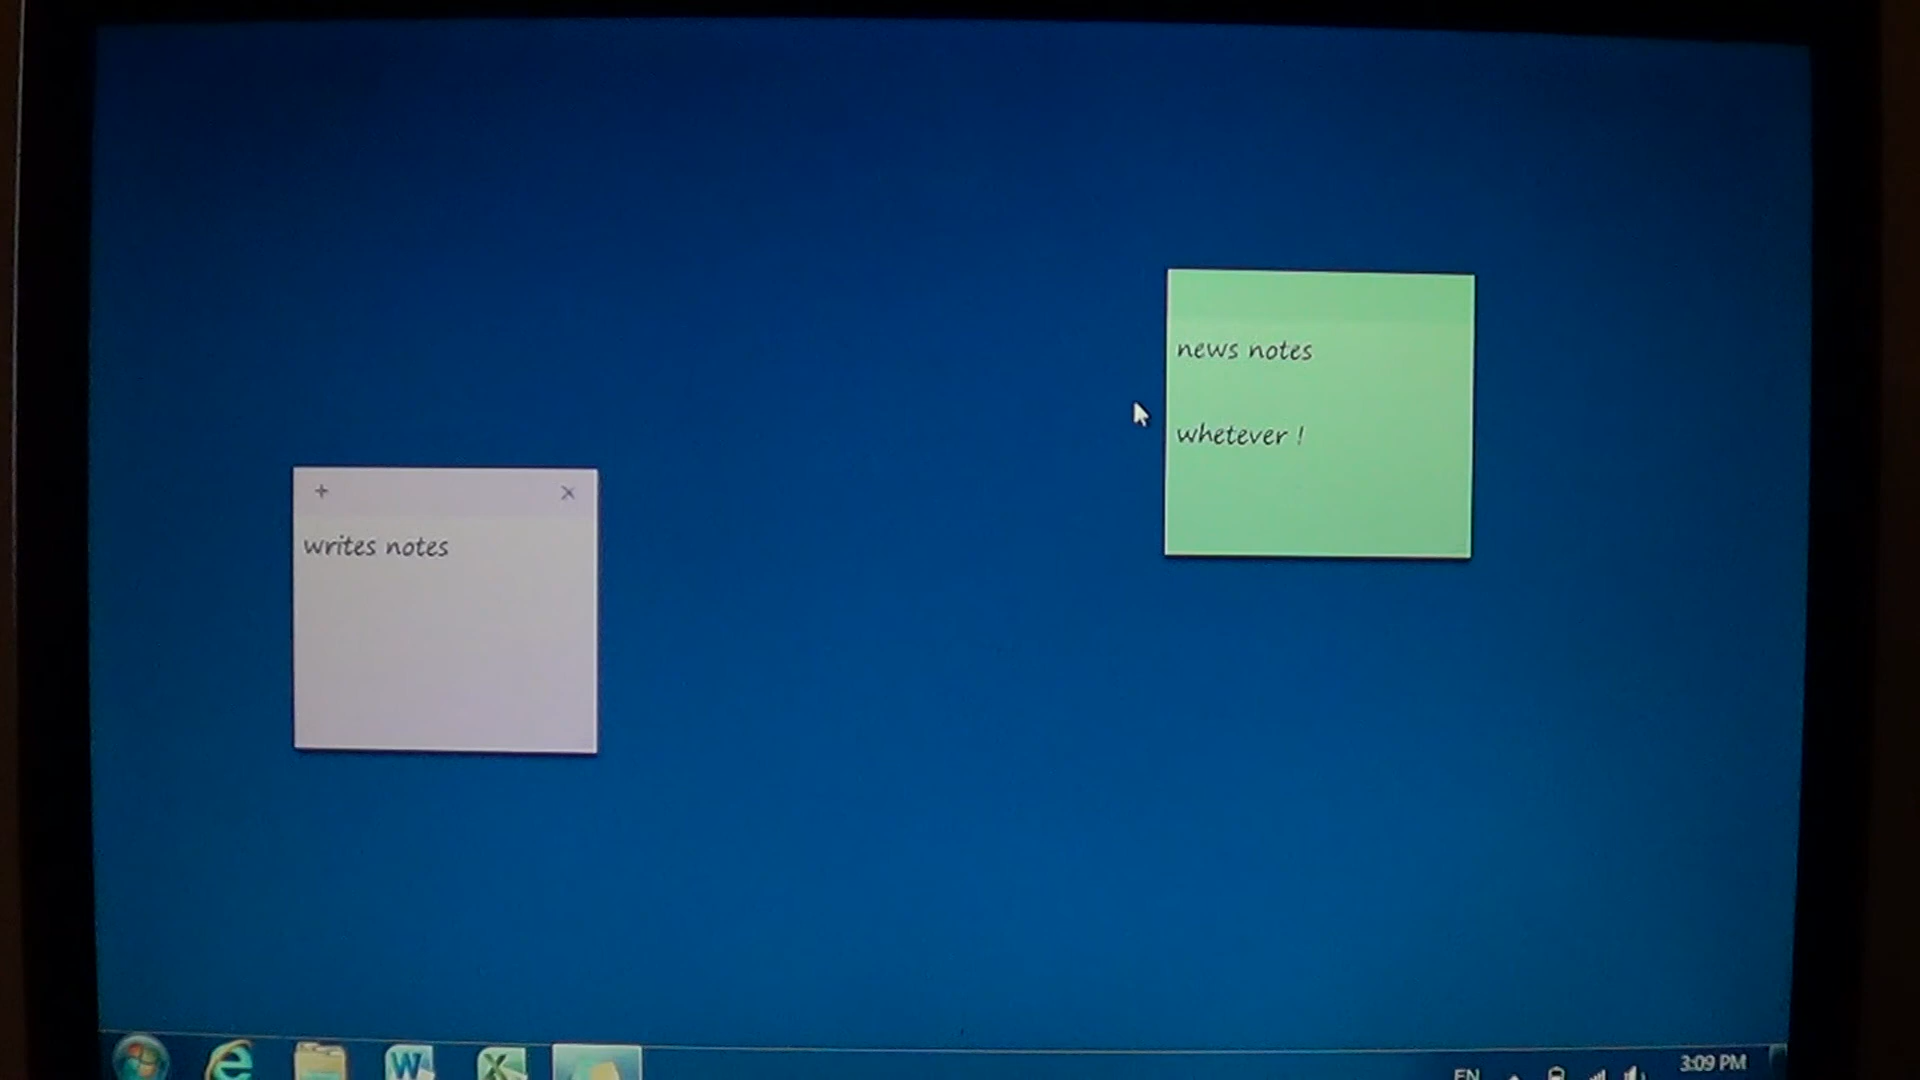 news notes
whetever !
+ ×
writes notes
EN
3:09 PM